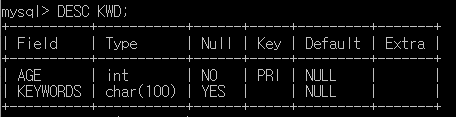 mysql> DESC KWD;
+----------+-----------+------+-----+---------+-------+
| Field    | Type      | Null | Key | Default | Extra |
+----------+-----------+------+-----+---------+-------+
| AGE      | int       | NO   | PRI | NULL    |       |
| KEYWORDS | char(100) | YES  |     | NULL    |       |
+----------+-----------+------+-----+---------+-------+